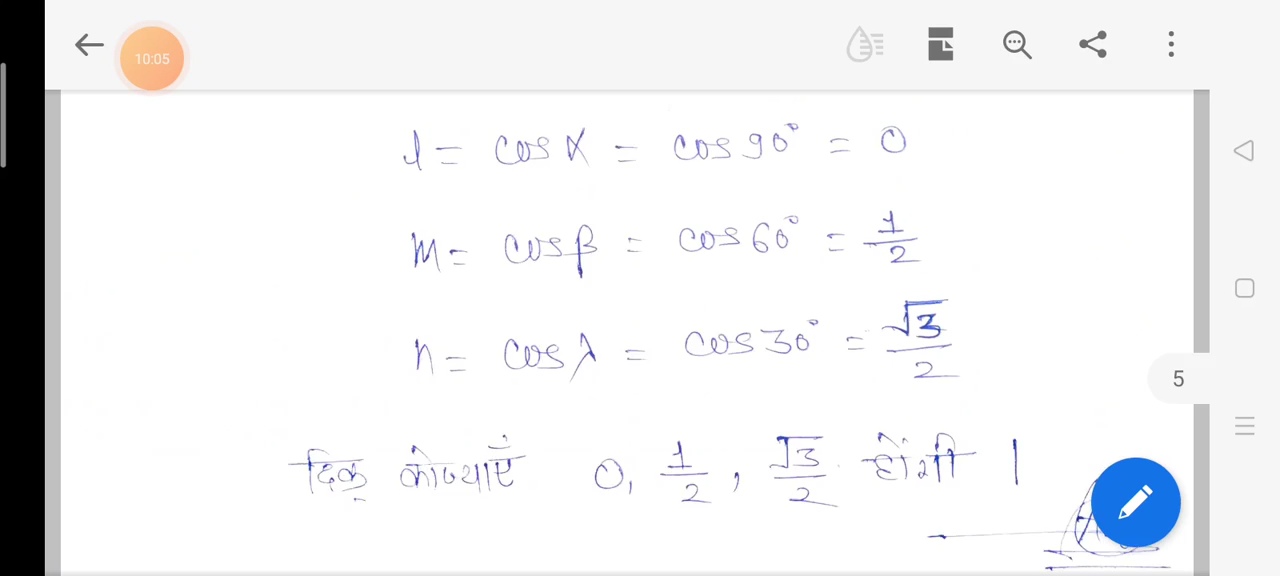 10:05
l = cos α = cos 90° = 0
m = cos β = cos 60° = 1/2
n = cos λ = cos 30° = √3/2
5
दिक् कोज्याएँ 0, 1/2, √3/2 होंगी |